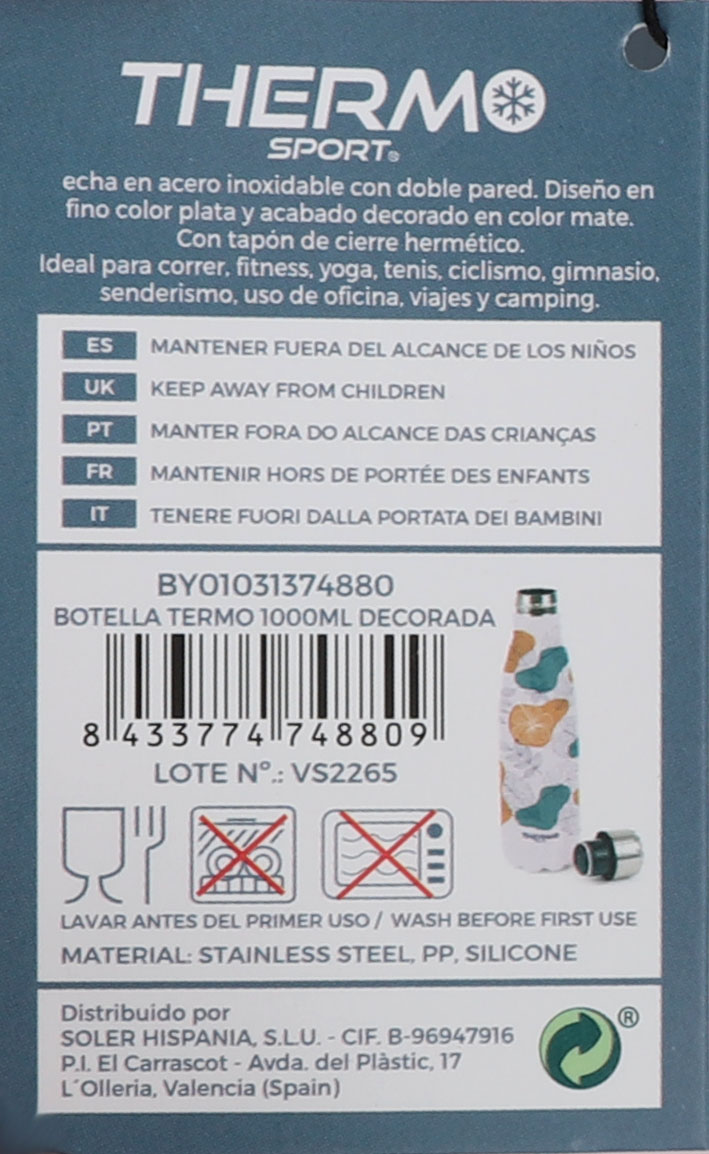 THERMO
SPORT®
echa en acero inoxidable con doble pared. Diseño en
fino color plata y acabado decorado en color mate.
Con tapón de cierre hermético.
Ideal para correr, fitness, yoga, tenis, ciclismo, gimnasio,
senderismo, uso de oficina, viajes y camping.
ES MANTENER FUERA DEL ALCANCE DE LOS NIÑOS
UK KEEP AWAY FROM CHILDREN
PT MANTER FORA DO ALCANCE DAS CRIANÇAS
FR MANTENIR HORS DE PORTÉE DES ENFANTS
IT TENERE FUORI DALLA PORTATA DEI BAMBINI
BY01031374880
BOTELLA TERMO 1000ML DECORADA
8 433774 748809
LOTE Nº.: VS2265
THERMO
LAVAR ANTES DEL PRIMER USO / WASH BEFORE FIRST USE
MATERIAL: STAINLESS STEEL, PP, SILICONE
Distribuido por
SOLER HISPANIA, S.L.U. - CIF. B-96947916
P.I. El Carrascot - Avda. del Plàstic, 17
L´Olleria, Valencia (Spain)
®